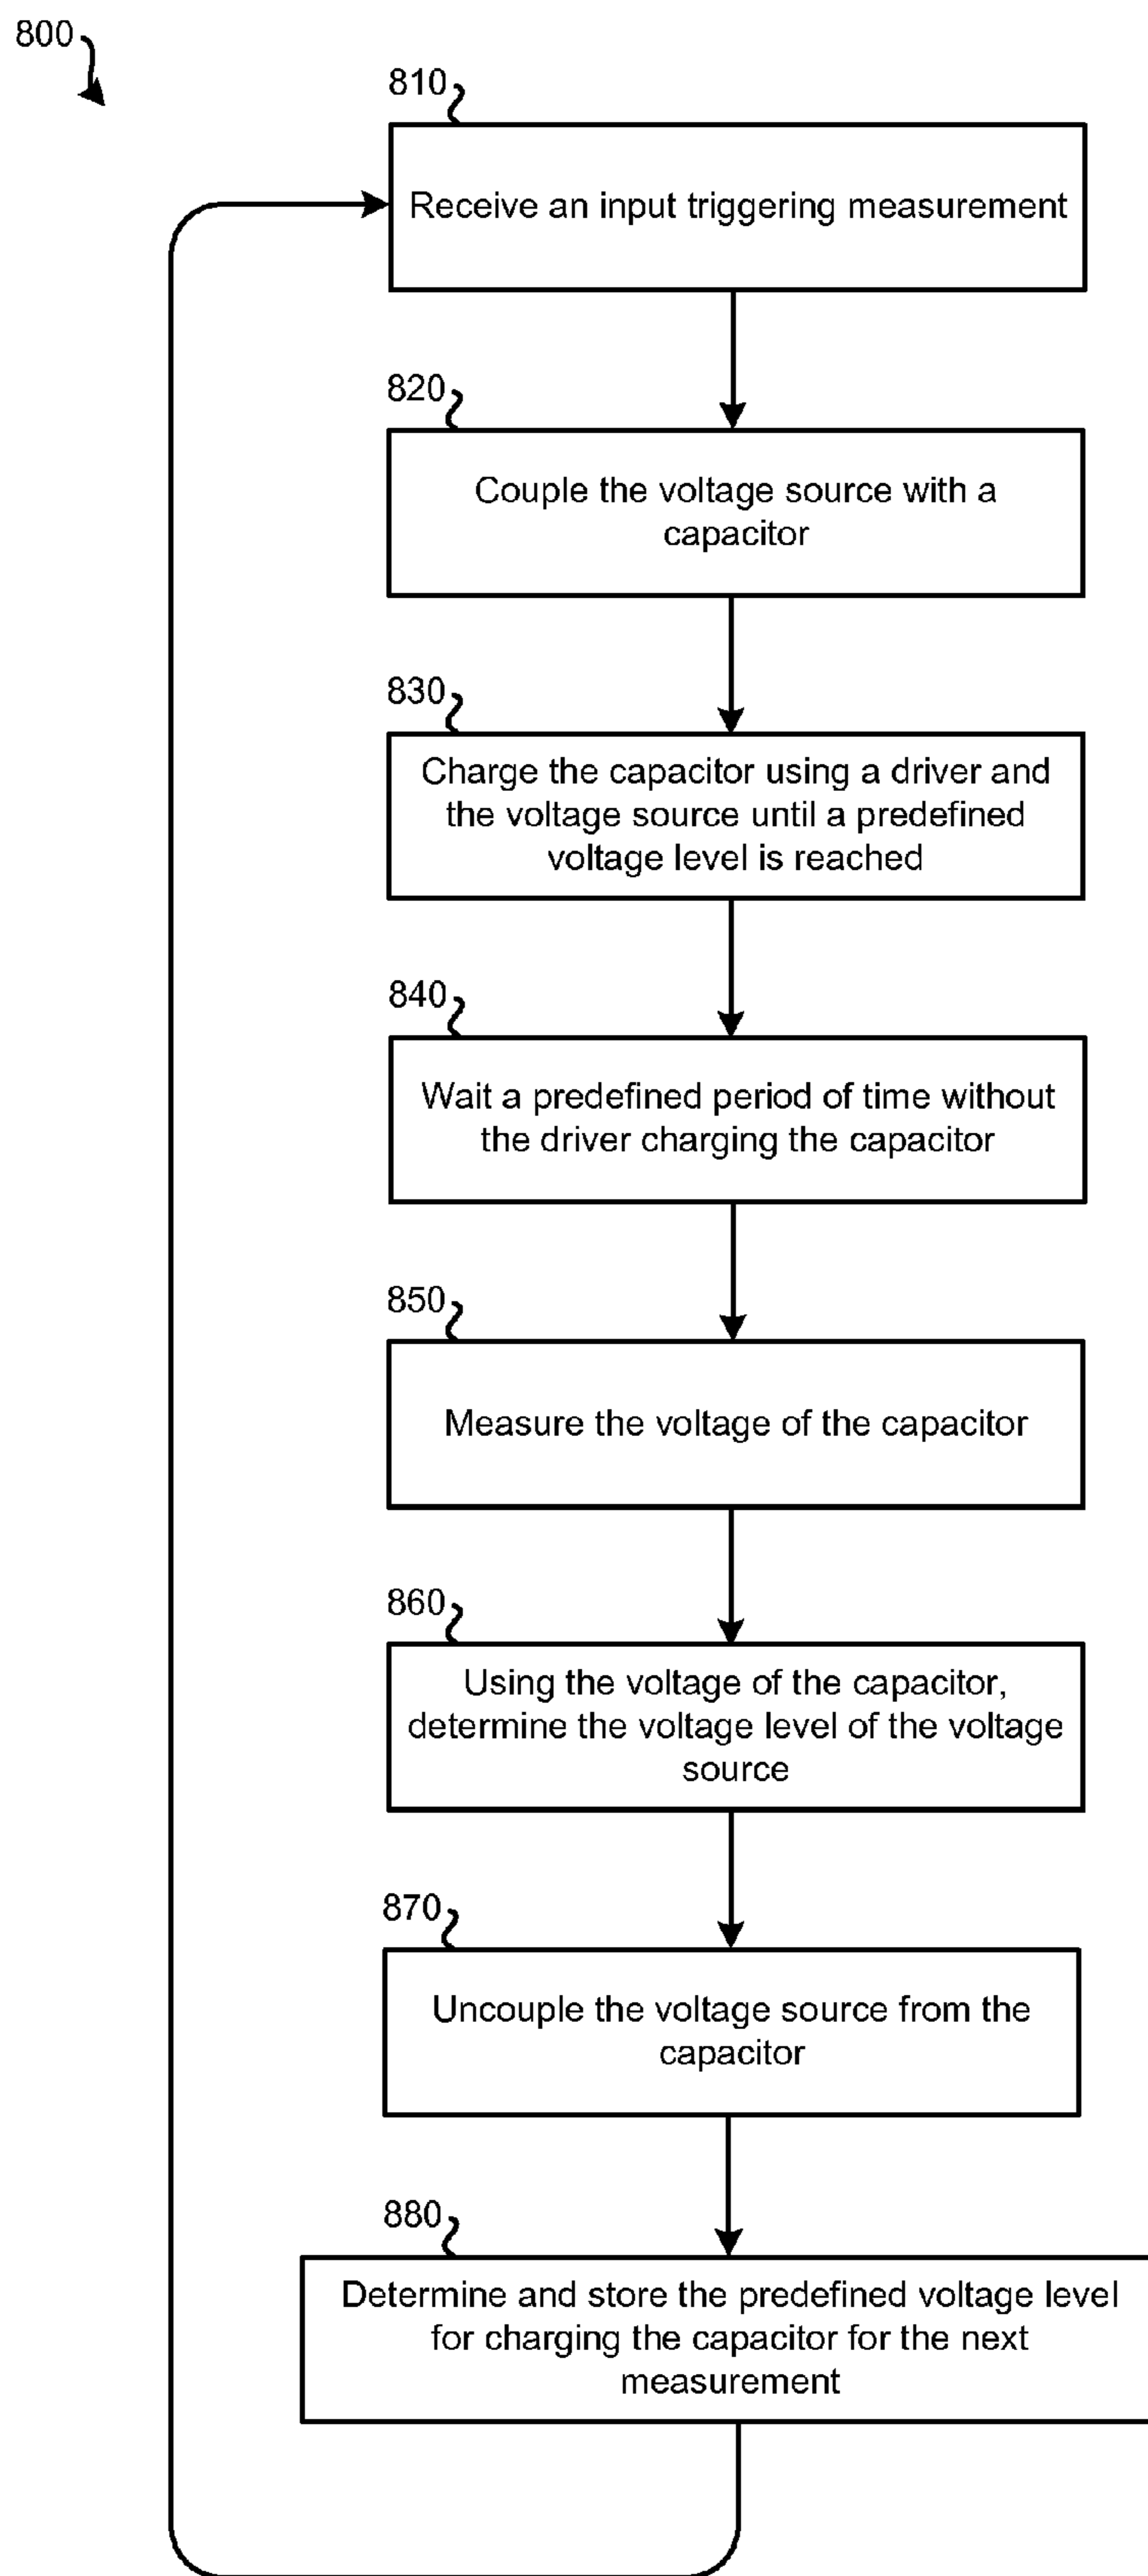 800
810
Receive an input triggering measurement
820
Couple the voltage source with a
capacitor
830
Charge the capacitor using a driver and
the voltage source until a predefined
voltage level is reached
840
Wait a predefined period of time without
the driver charging the capacitor
850
Measure the voltage of the capacitor
860
Using the voltage of the capacitor,
determine the voltage level of the voltage
source
870
Uncouple the voltage source from the
capacitor
880
Determine and store the predefined voltage level
for charging the capacitor for the next
measurement